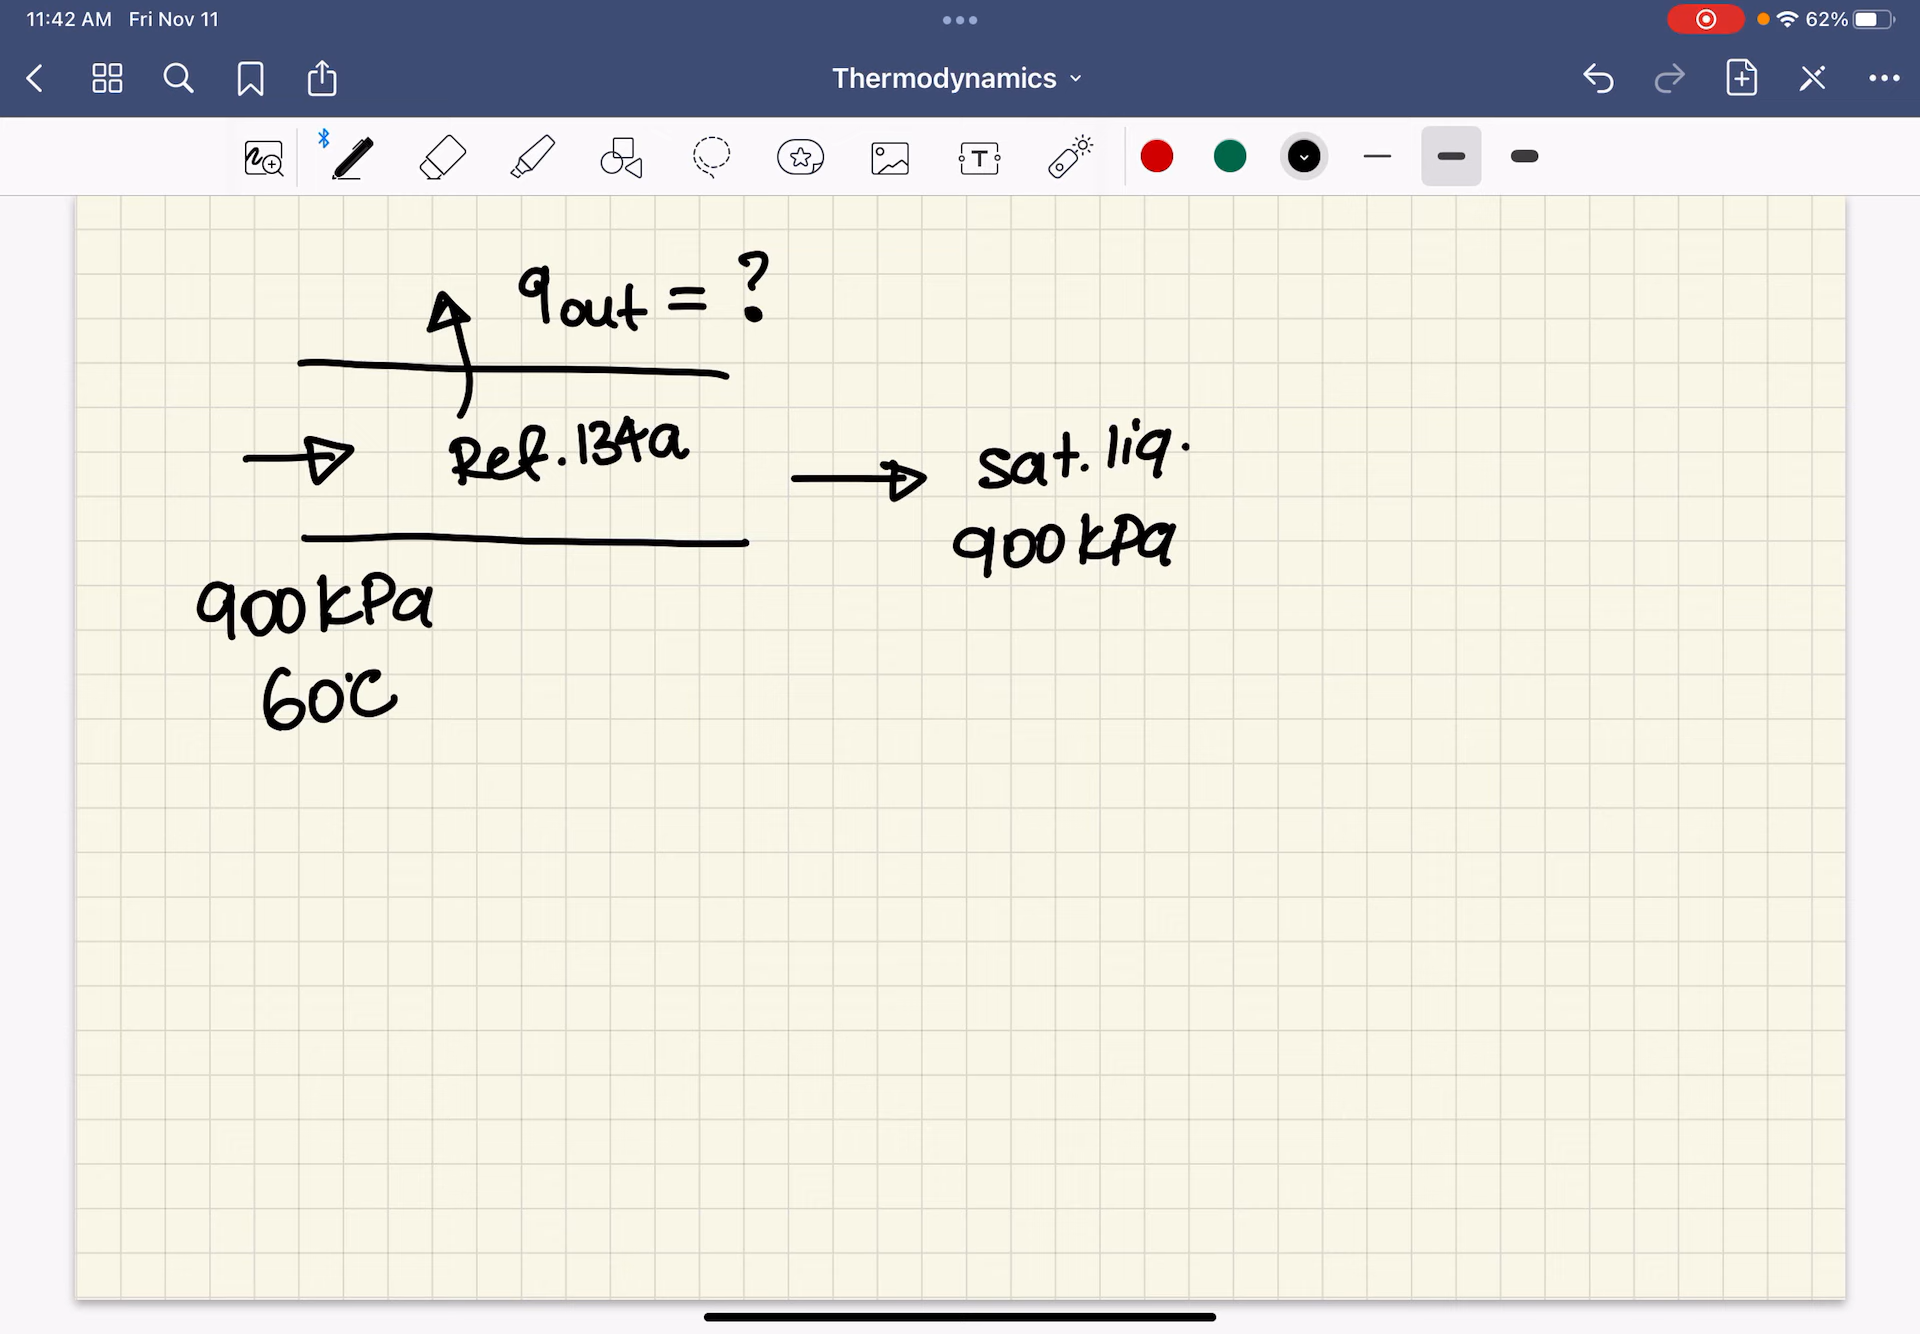 11:42 AM Fri Nov 11
62%
Thermodynamics
T
qout = ?
Ref. 134a
sat. liq.
900 kPa
900 kPa
60°C